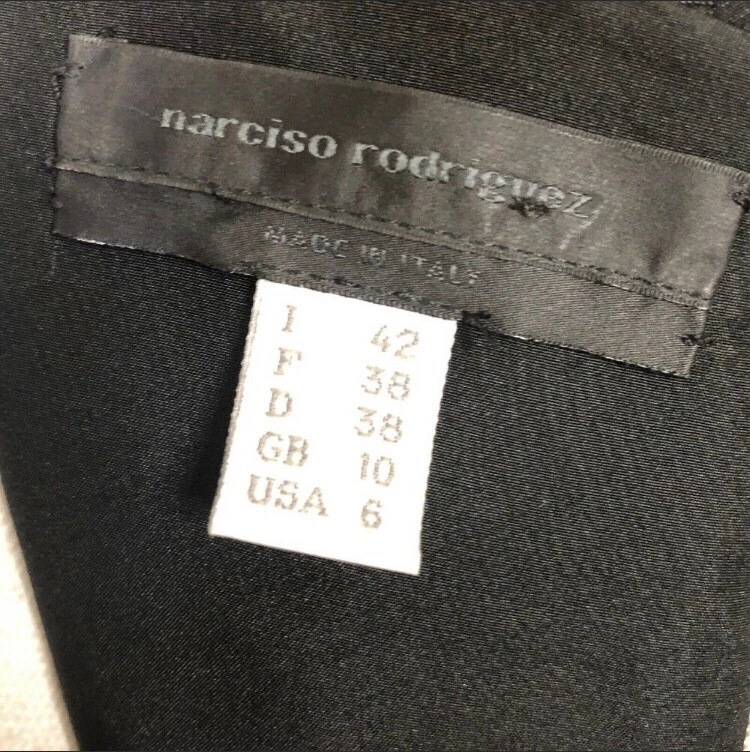 narciso rodriguez
MADE IN ITALY
I 42
F 38
D 38
GB 10
USA 6